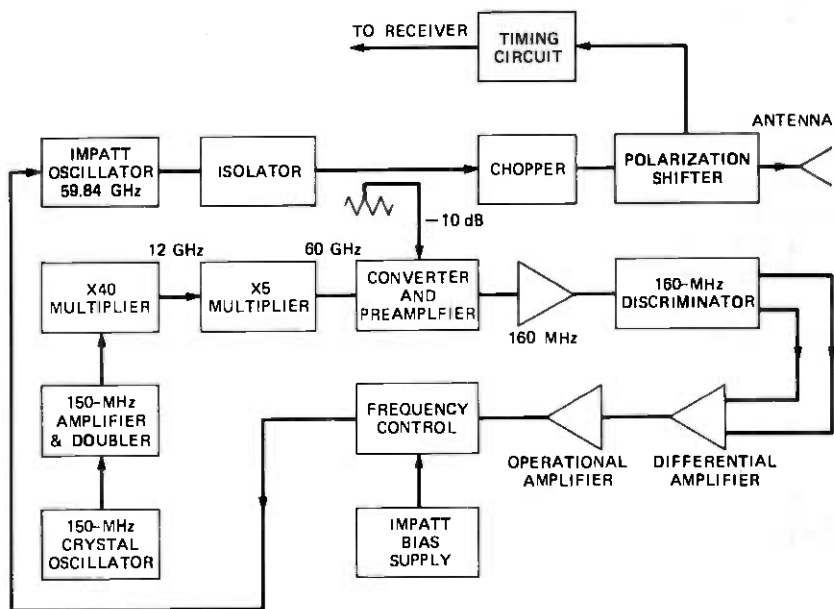 TO RECEIVER
TIMING
CIRCUIT
ANTENNA
IMPATT
OSCILLATOR
59.84 GHz
ISOLATOR
CHOPPER
POLARIZATION
SHIFTER
−10 dB
12 GHz
60 GHz
X40
MULTIPLIER
X5
MULTIPLIER
CONVERTER
AND
PREAMPLIFIER
160 MHz
160-MHz
DISCRIMINATOR
150-MHz
AMPLIFIER
& DOUBLER
FREQUENCY
CONTROL
OPERATIONAL
AMPLIFIER
DIFFERENTIAL
AMPLIFIER
150-MHz
CRYSTAL
OSCILLATOR
IMPATT
BIAS
SUPPLY